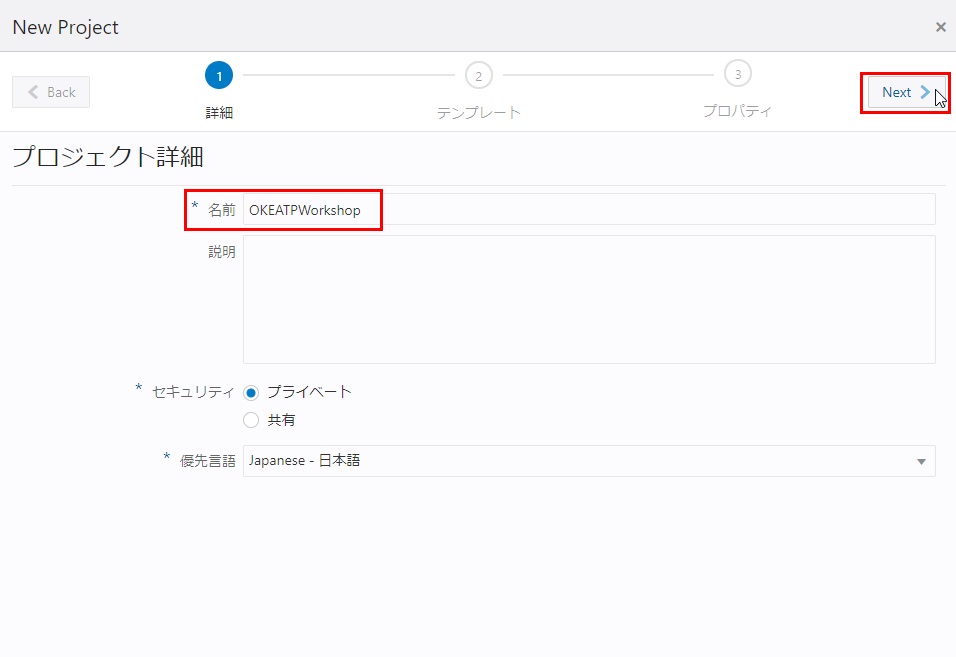 New Project
×
Back
1
2
3
Next
詳細
テンプレート
プロパティ
プロジェクト詳細
* 名前 OKEATPWorkshop
説明
* セキュリティ プライベート
共有
* 優先言語 Japanese - 日本語